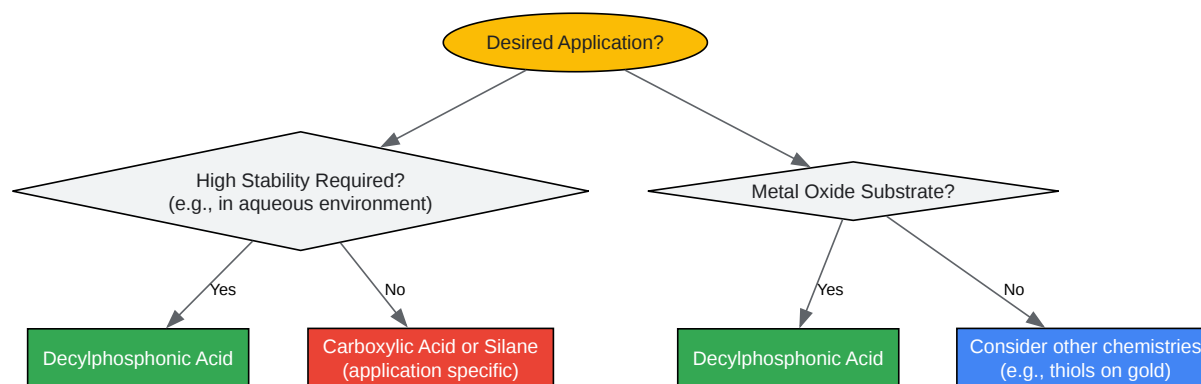 Desired Application?
High Stability Required?
(e.g., in aqueous environment)
Metal Oxide Substrate?
Yes
No
Yes
No
Decylphosphonic Acid
Carboxylic Acid or Silane
(application specific)
Decylphosphonic Acid
Consider other chemistries
(e.g., thiols on gold)